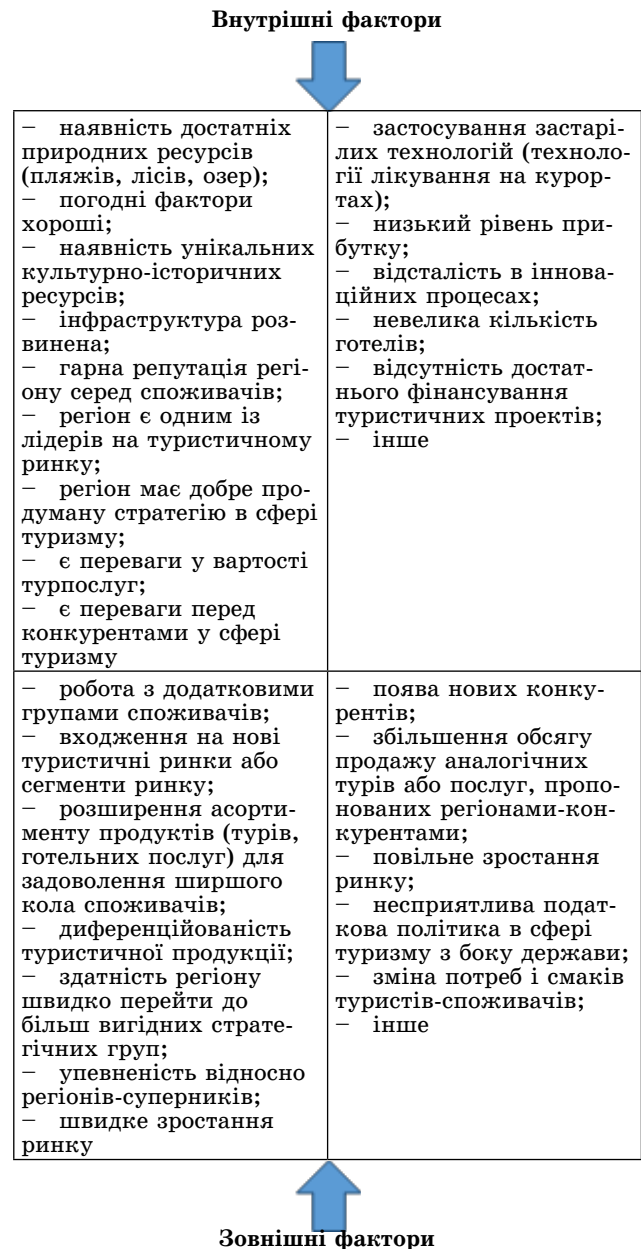 Внутрішні фактори
– наявність достатніх
природних ресурсів
(пляжів, лісів, озер);
– погодні фактори
хороші;
– наявність унікальних
культурно-історичних
ресурсів;
– інфраструктура роз-
винена;
– гарна репутація регі-
ону серед споживачів;
– регіон є одним із
лідерів на туристичному
ринку;
– регіон має добре про-
думану стратегію в сфері
туризму;
– є переваги у вартості
турпослуг;
– є переваги перед
конкурентами у сфері
туризму
– застосування застарі-
лих технологій (техноло-
гії лікування на курор-
тах);
– низький рівень при-
бутку;
– відсталість в іннова-
ційних процесах;
– невелика кількість
готелів;
– відсутність достат-
нього фінансування
туристичних проектів;
– інше
– робота з додатковими
групами споживачів;
– входження на нові
туристичні ринки або
сегменти ринку;
– розширення асорти-
менту продуктів (турів,
готельних послуг) для
задоволення ширшого
кола споживачів;
– диференційованість
туристичної продукції;
– здатність регіону
швидко перейти до
більш вигідних страте-
гічних груп;
– упевненість відносно
регіонів-суперників;
– швидке зростання
ринку
– поява нових конку-
рентів;
– збільшення обсягу
продажу аналогічних
турів або послуг, пропо-
нованих регіонами-кон-
курентами;
– повільне зростання
ринку;
– несприятлива подат-
кова політика в сфері
туризму з боку держави;
– зміна потреб і смаків
туристів-споживачів;
– інше
Зовнішні фактори